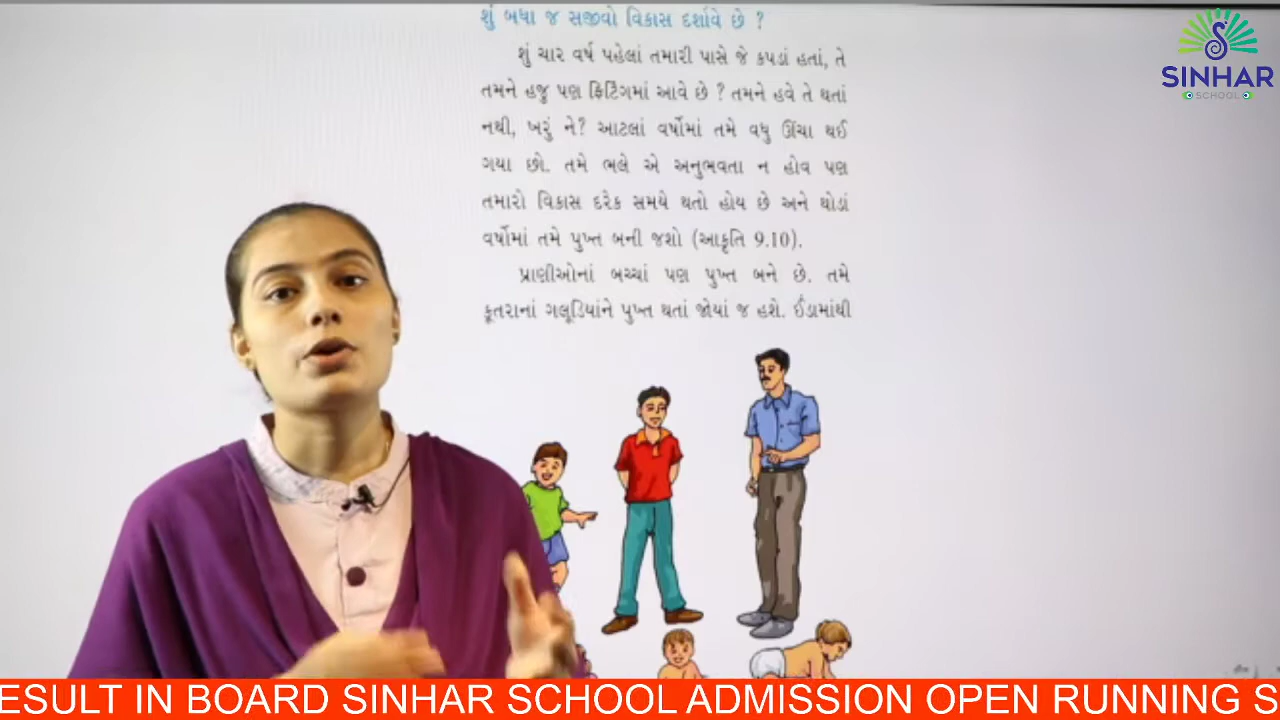 શું બધા જ સજીવો વિકાસ દર્શાવે છે ?
શું ચાર વર્ષ પહેલાં તમારી પાસે જે કપડાં હતાં, તે
તમને હજુ પણ ફિટિંગમાં આવે છે ? તમને હવે તે થતાં
નથી, ખરું ને? આટલાં વર્ષોમાં તમે વધુ ઊંચા થઈ
ગયા છો. તમે ભલે એ અનુભવતા ન હોવ પણ
તમારો વિકાસ દરેક સમયે થતો હોય છે અને થોડાં
વર્ષોમાં તમે પુખ્ત બની જશો (આકૃતિ 9.10).
પ્રાણીઓનાં બચ્ચાં પણ પુખ્ત બને છે. તમે
કૂતરાનાં ગલૂડિયાંને પુખ્ત થતાં જોયાં જ હશે. ઈંડામાંથી
SINHAR
SCHOOL
ESULT IN BOARD SINHAR SCHOOL ADMISSION OPEN RUNNING S